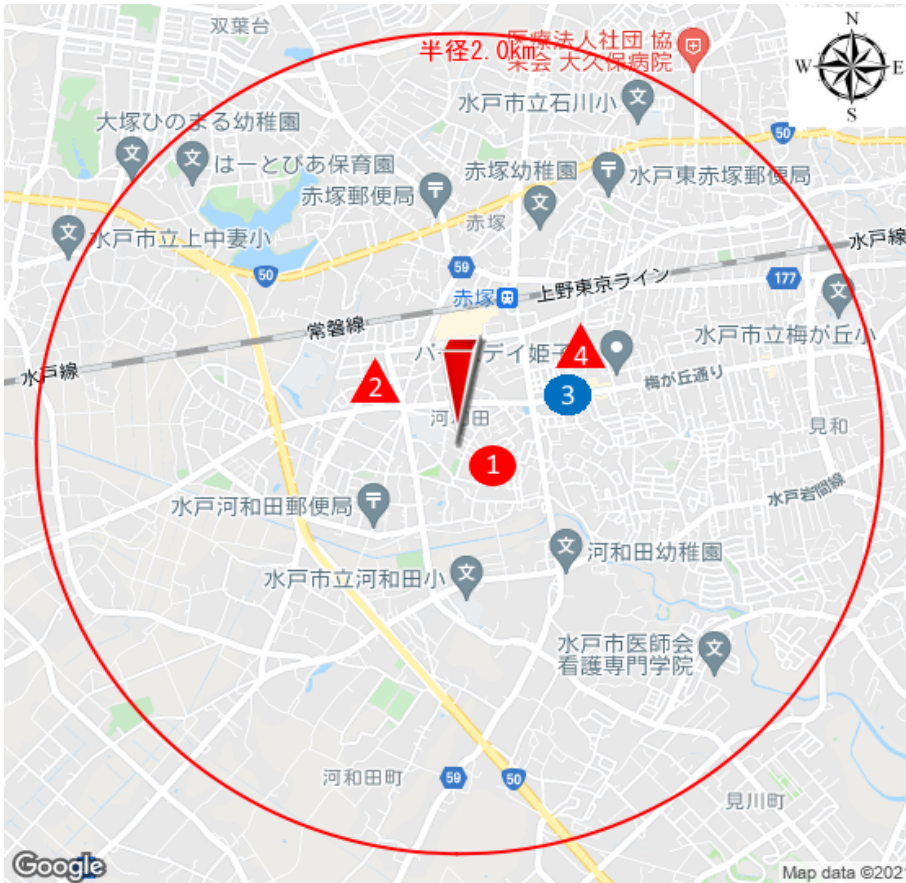 双葉台
医療法人社団 協
栄会 大久保病院
半径2.0km
N
W
E
S
水戸市立石川小
50
大塚ひのまる幼稚園
はーとぴあ保育園
赤塚郵便局
赤塚幼稚園
水戸東赤塚郵便局
赤塚
水戸市立上中妻小
水戸線
50
59
177
赤塚
上野東京ライン
常磐線
水戸市立梅が丘小
水戸線
2
4
3
梅が丘通り
河和田
見和
1
水戸岩間線
水戸河和田郵便局
河和田幼稚園
水戸市立河和田小
水戸市医師会
看護専門学院
河和田町
59
50
見川町
Google
Map data ©202